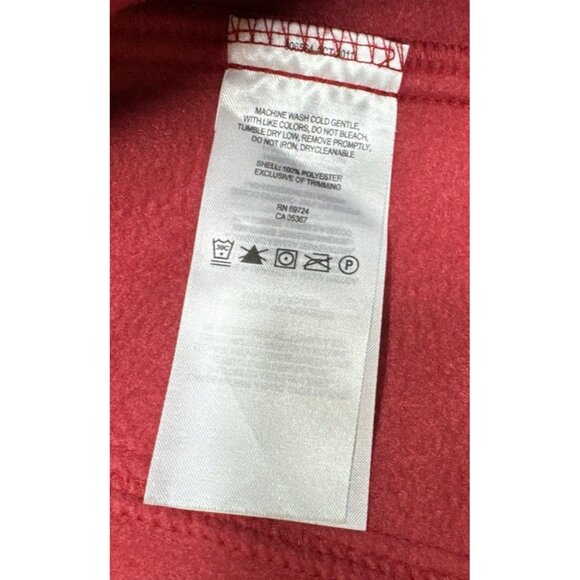 MACHINE WASH COLD GENTLE,
WITH LIKE COLORS, DO NOT BLEACH,
TUMBLE DRY LOW, REMOVE PROMPTLY,
DO NOT IRON, DRYCLEANABLE
SHELL: 100% POLYESTER
EXCLUSIVE OF TRIMMING
RN 69724
CA 05367
30C P